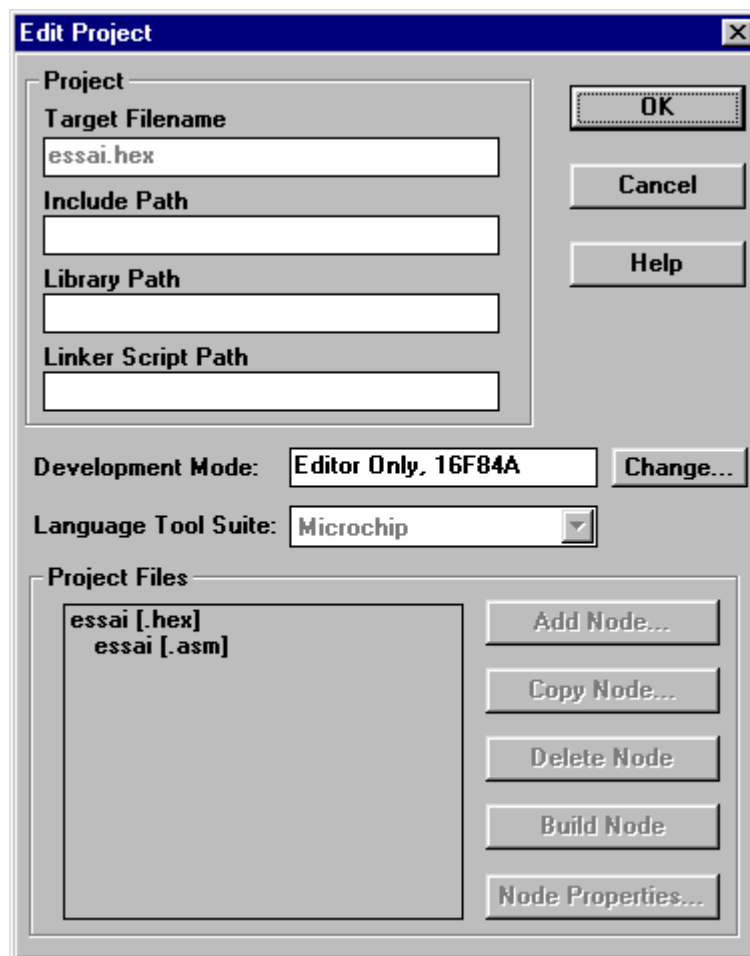 Edit Project
Project
Target Filename
essai.hex
Include Path
Library Path
Linker Script Path
OK
Cancel
Help
Development Mode: Editor Only, 16F84A Change...
Language Tool Suite: Microchip
Project Files
essai [.hex]
essai [.asm]
Add Node...
Copy Node...
Delete Node
Build Node
Node Properties...